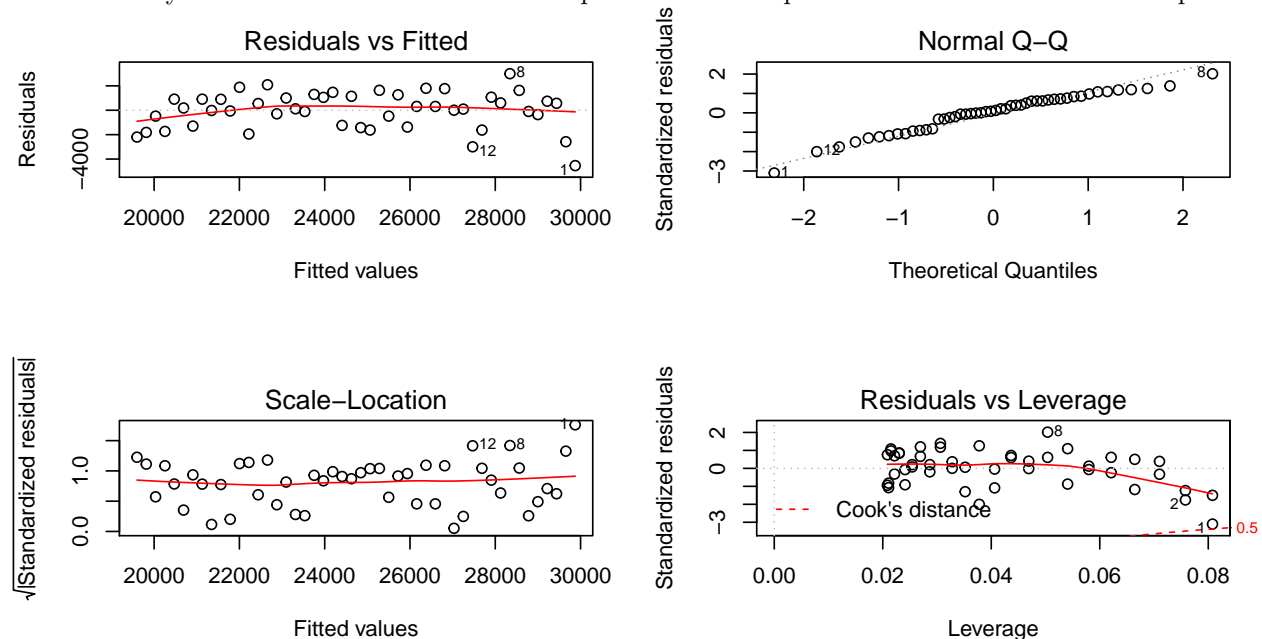 Residuals vs Fitted
Residuals
−4000
8
12
1
20000 22000 24000 26000 28000 30000
Fitted values
Normal Q−Q
Standardized residuals
2
0
−3
8
12
1
−2 −1 0 1 2
Theoretical Quantiles
Scale−Location
√|Standardized residuals|
1.0
0.0
1
12
8
20000 22000 24000 26000 28000 30000
Fitted values
Residuals vs Leverage
Standardized residuals
2
0
−3
8
2
1
Cook's distance
0.5
0.00 0.02 0.04 0.06 0.08
Leverage